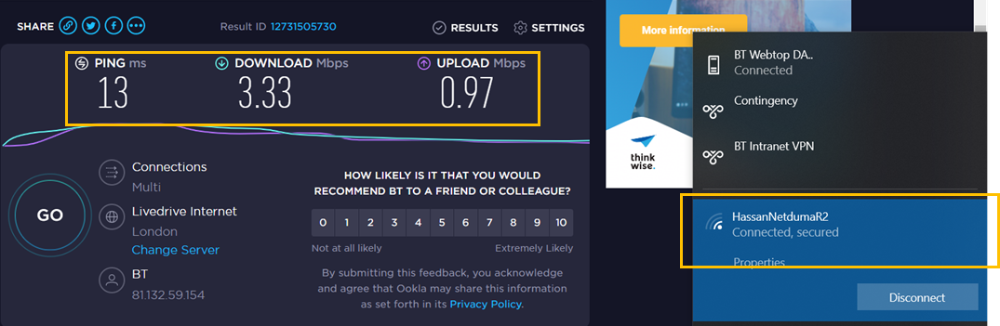 SHARE
Result ID 12731505730
RESULTS
SETTINGS
PING ms
DOWNLOAD Mbps
UPLOAD Mbps
13
3.33
0.97
GO
Connections
Multi
Livedrive Internet
London
Change Server
BT
81.132.59.154
HOW LIKELY IS IT THAT YOU WOULD
RECOMMEND BT TO A FRIEND OR COLLEAGUE?
0 1 2 3 4 5 6 7 8 9 10
Not at all likely
Extremely Likely
By submitting this feedback, you acknowledge
and agree that Ookla may share this information
as set forth in its Privacy Policy.
More information
think
wise.
BT Webtop DA..
Connected
Contingency
BT Intranet VPN
HassanNetdumaR2
Connected, secured
Properties
Disconnect